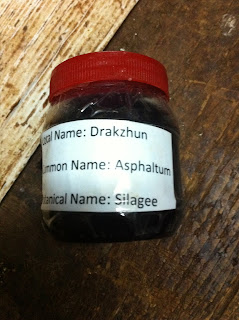 ocal Name: Drakzhun
ommon Name: Asphaltum
tanical Name: Silagee